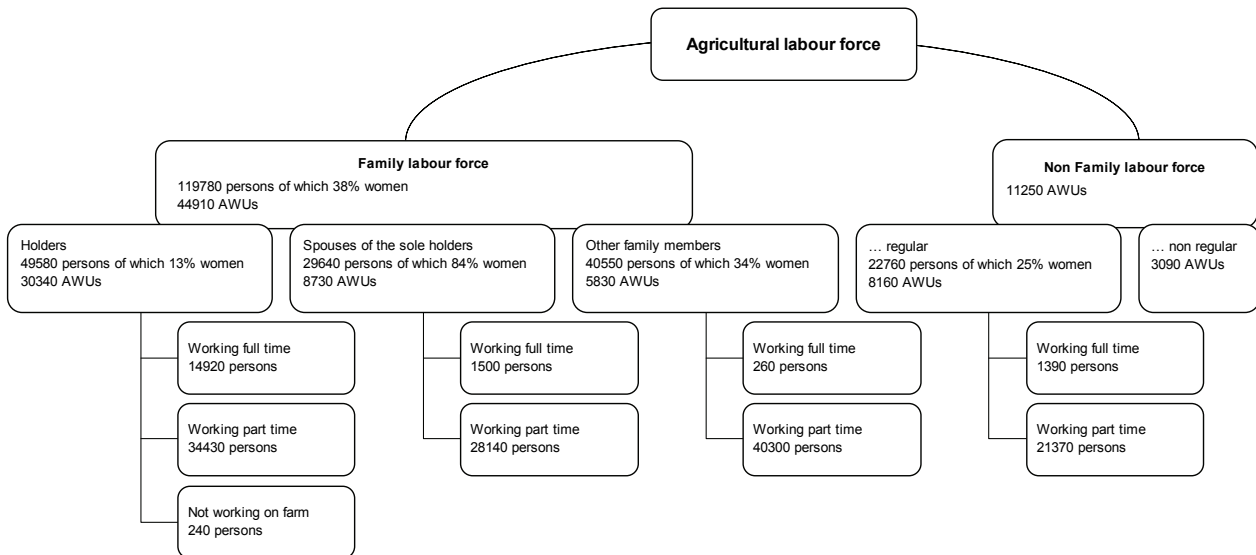 Agricultural labour force
Family labour force
119780 persons of which 38% women
44910 AWUs
Non Family labour force
11250 AWUs
Holders
49580 persons of which 13% women
30340 AWUs
Spouses of the sole holders
29640 persons of which 84% women
8730 AWUs
Other family members
40550 persons of which 34% women
5830 AWUs
... regular
22760 persons of which 25% women
8160 AWUs
... non regular
3090 AWUs
Working full time
14920 persons
Working full time
1500 persons
Working full time
260 persons
Working full time
1390 persons
Working part time
34430 persons
Working part time
28140 persons
Working part time
40300 persons
Working part time
21370 persons
Not working on farm
240 persons